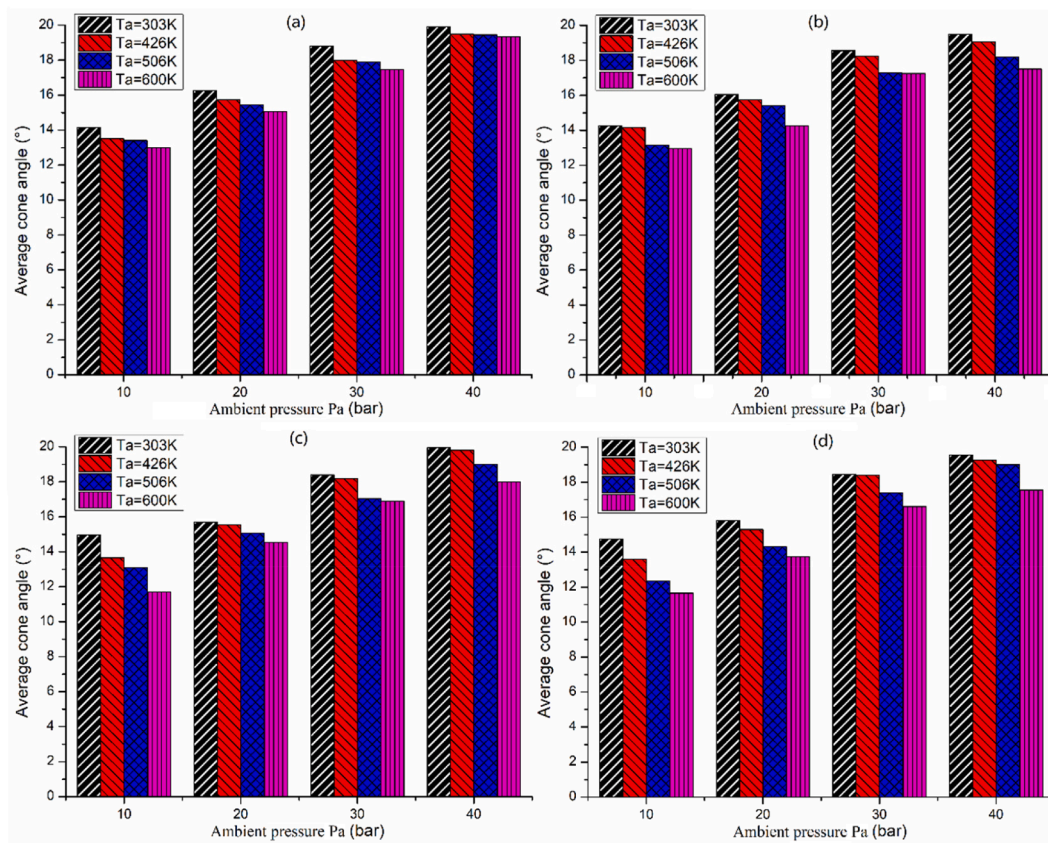 (a)
Ta=303K
Ta=426K
Ta=506K
Ta=600K
Average cone angle (°)
20
18
16
14
12
10
8
6
4
2
0
10 20 30 40
Ambient pressure Pa (bar)
(b)
Ta=303K
Ta=426K
Ta=506K
Ta=600K
Average cone angle (°)
20
18
16
14
12
10
8
6
4
2
0
10 20 30 40
Ambient pressure Pa (bar)
(c)
Ta=303K
Ta=426K
Ta=506K
Ta=600K
Average cone angle (°)
20
18
16
14
12
10
8
6
4
2
0
10 20 30 40
Ambient pressure Pa (bar)
(d)
Ta=303K
Ta=426K
Ta=506K
Ta=600K
Average cone angle (°)
20
18
16
14
12
10
8
6
4
2
0
10 20 30 40
Ambient pressure Pa (bar)